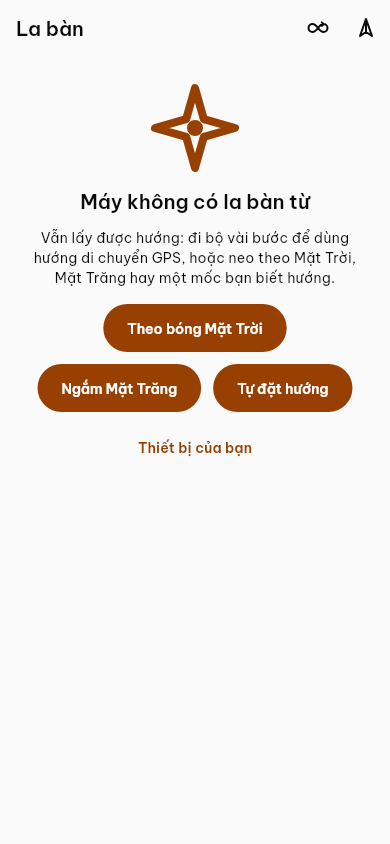 La bàn
Máy không có la bàn từ
Vẫn lấy được hướng: đi bộ vài bước để dùng
hướng di chuyển GPS, hoặc neo theo Mặt Trời,
Mặt Trăng hay một mốc bạn biết hướng.
Theo bóng Mặt Trời
Ngắm Mặt Trăng
Tự đặt hướng
Thiết bị của bạn